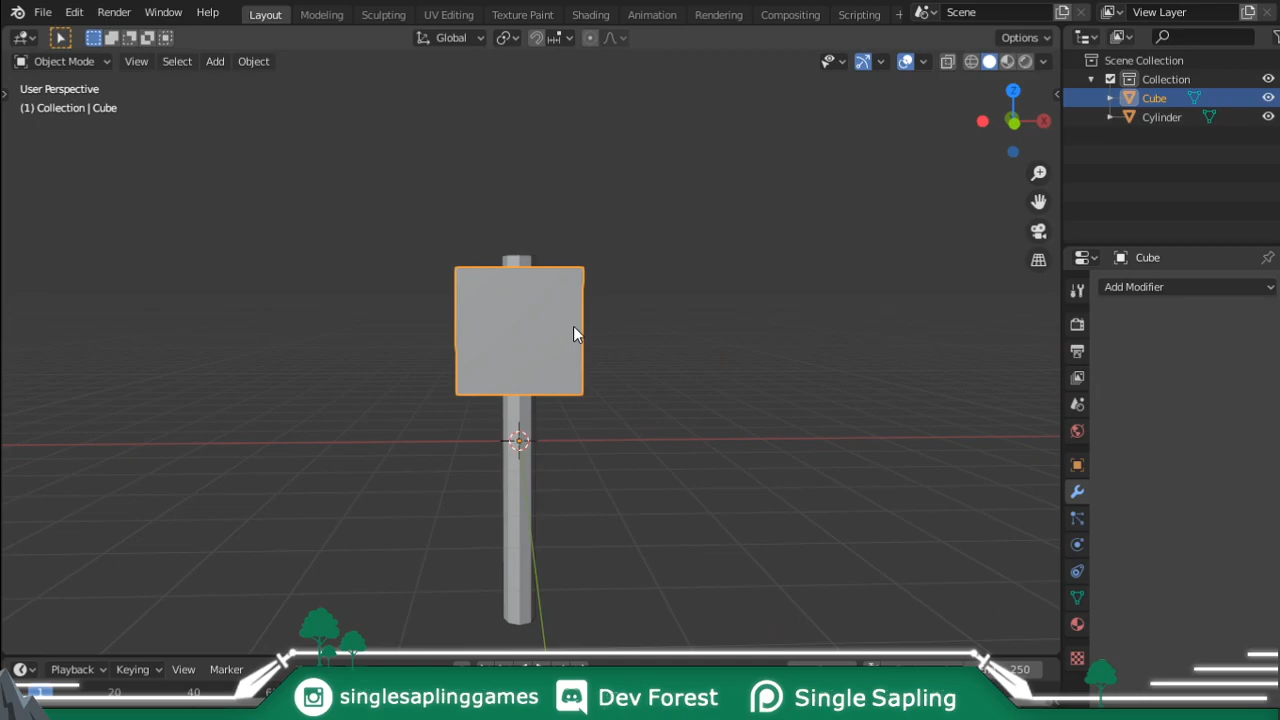 File Edit Render Window Help Layout Modeling Sculpting UV Editing Texture Paint Shading Animation Rendering Compositing Scripting + Scene View Layer
Global Options
Object Mode View Select Add Object
User Perspective
(1) Collection | Cube
Z
X
Scene Collection
Collection
Cube
Cylinder
Cube
Add Modifier
Playback Keying View Marker 250
1 20 40
singlesaplinggames Dev Forest Single Sapling